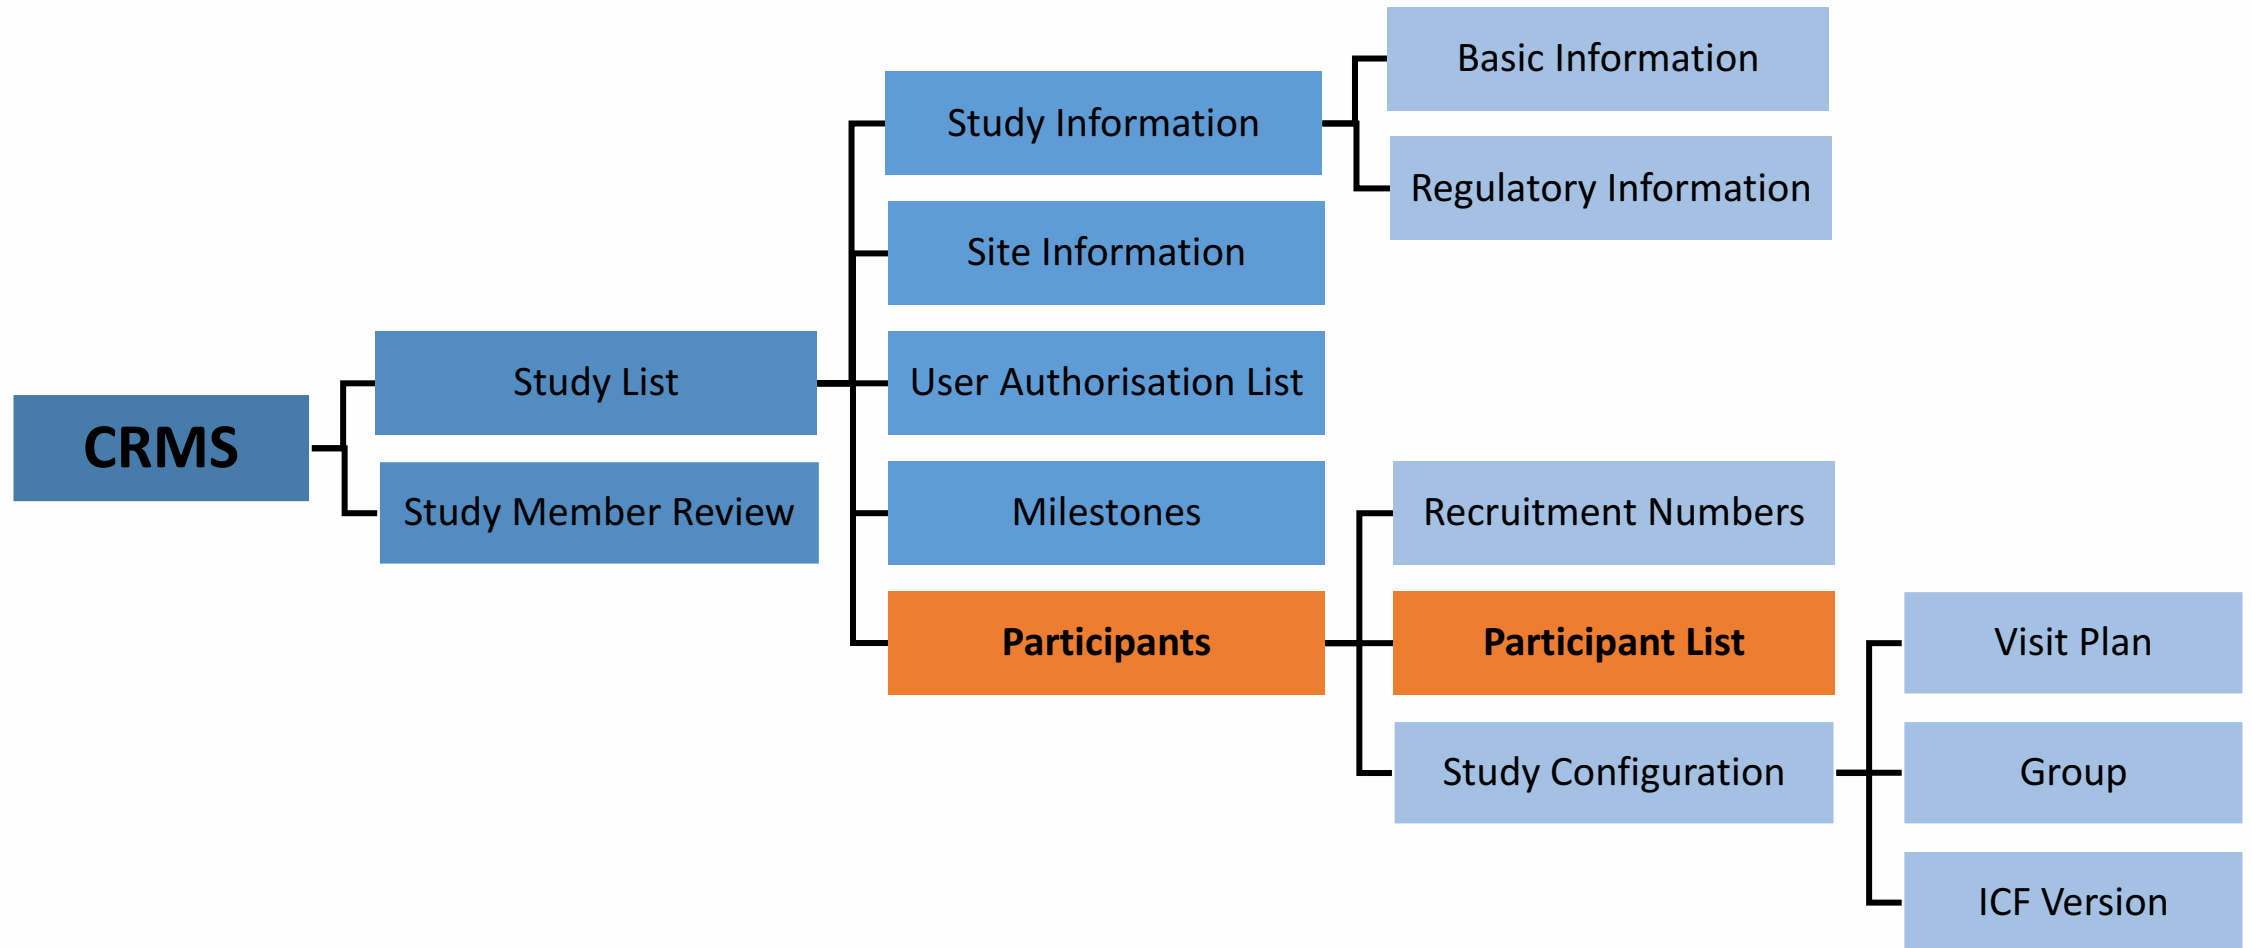 CRMS
Study List
Study Member Review
Study Information
Site Information
User Authorisation List
Milestones
Participants
Basic Information
Regulatory Information
Recruitment Numbers
Participant List
Study Configuration
Visit Plan
Group
ICF Version